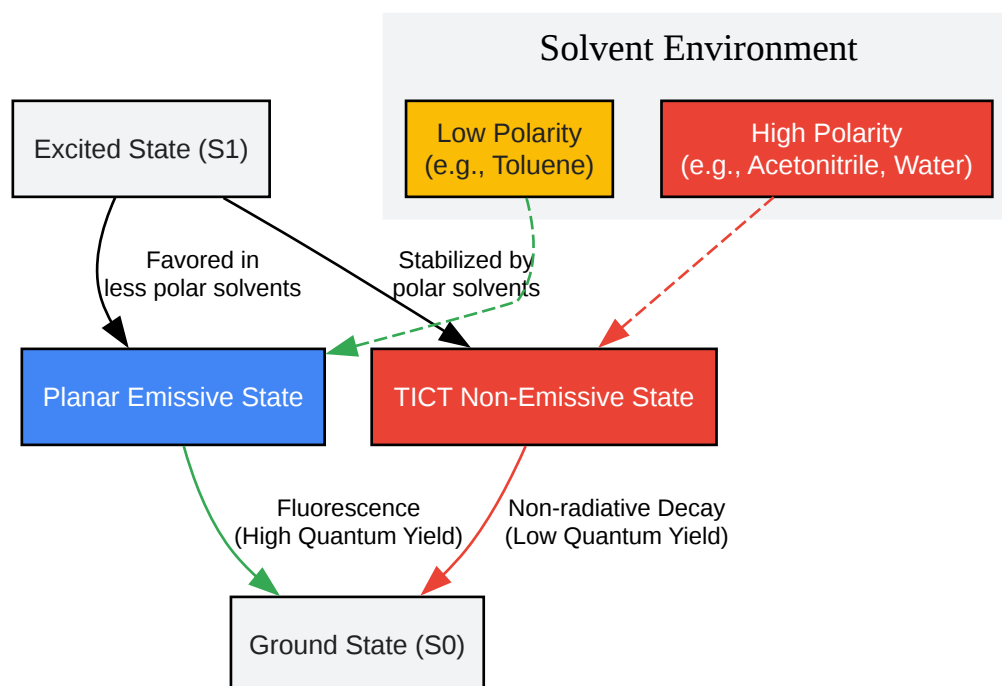 Solvent Environment
Excited State (S1)
Low Polarity
(e.g., Toluene)
High Polarity
(e.g., Acetonitrile, Water)
Favored in
less polar solvents
Stabilized by
polar solvents
Planar Emissive State
TICT Non-Emissive State
Fluorescence
(High Quantum Yield)
Non-radiative Decay
(Low Quantum Yield)
Ground State (S0)